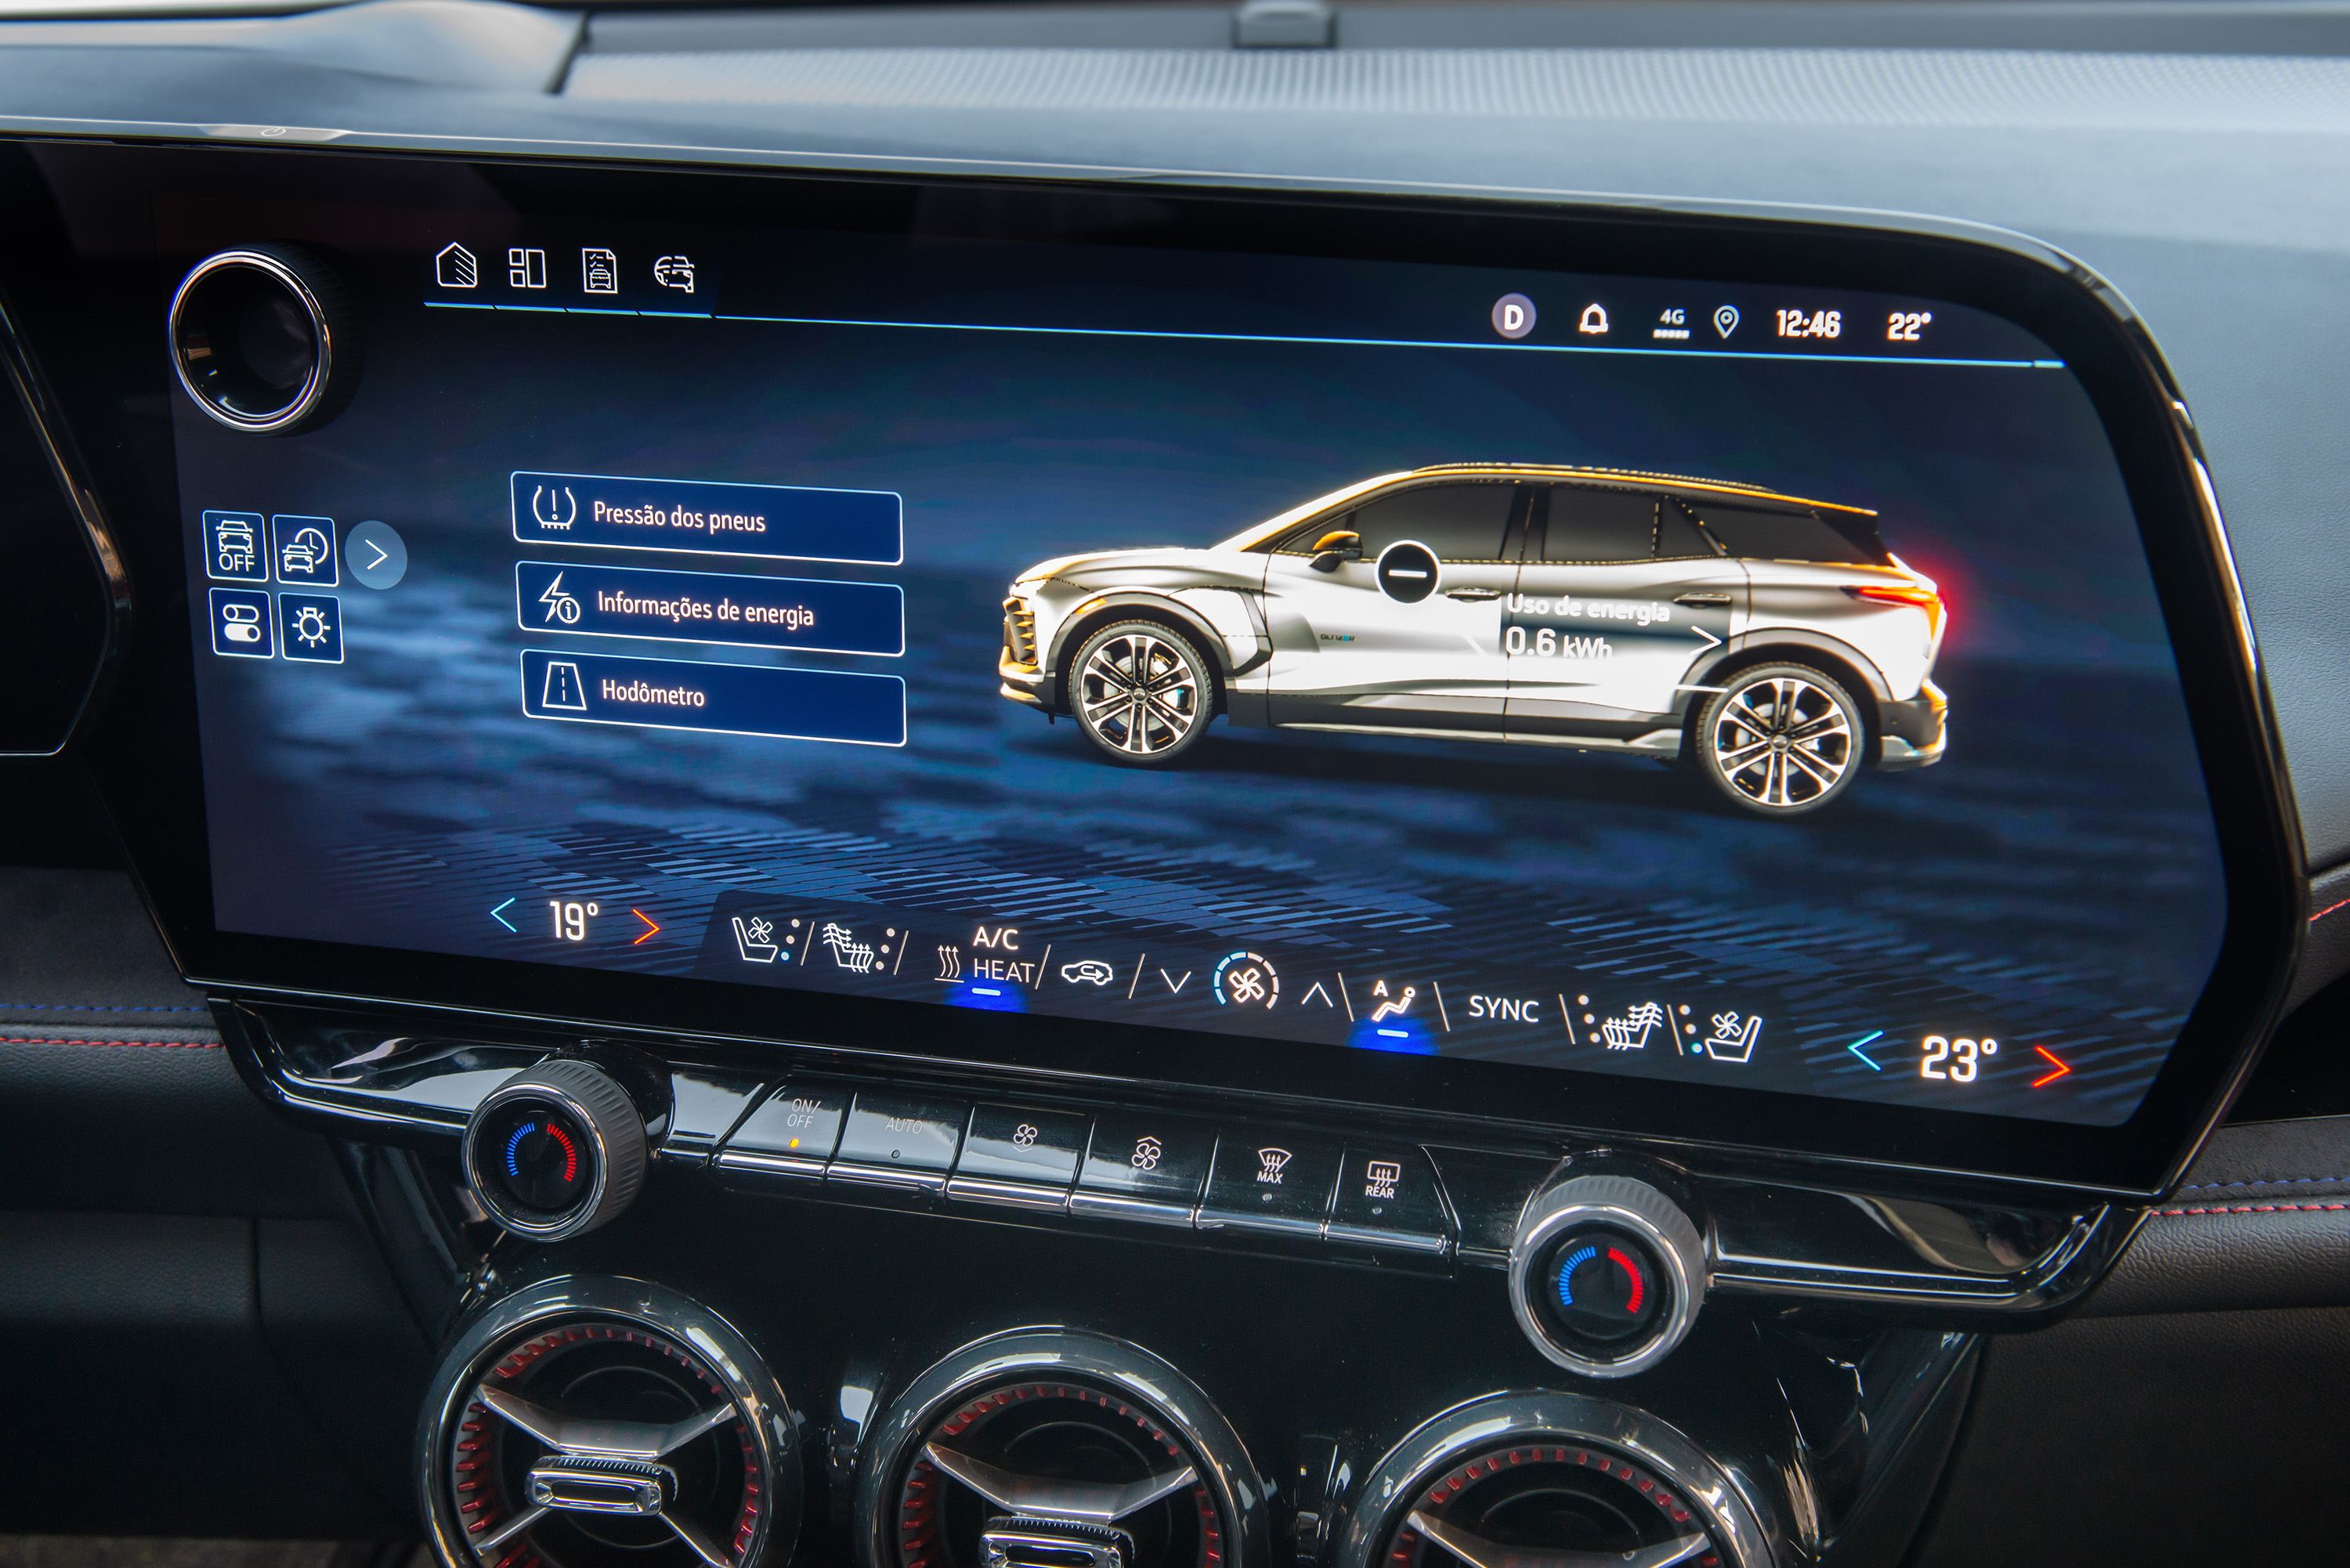 D 4G 12:46 22°
OFF
Pressão dos pneus
Informações de energia
Hodômetro
Uso de energia
0.6 kWh
19°
A/C
HEAT
A
SYNC
23°
ON/
OFF
AUTO
MAX
REAR